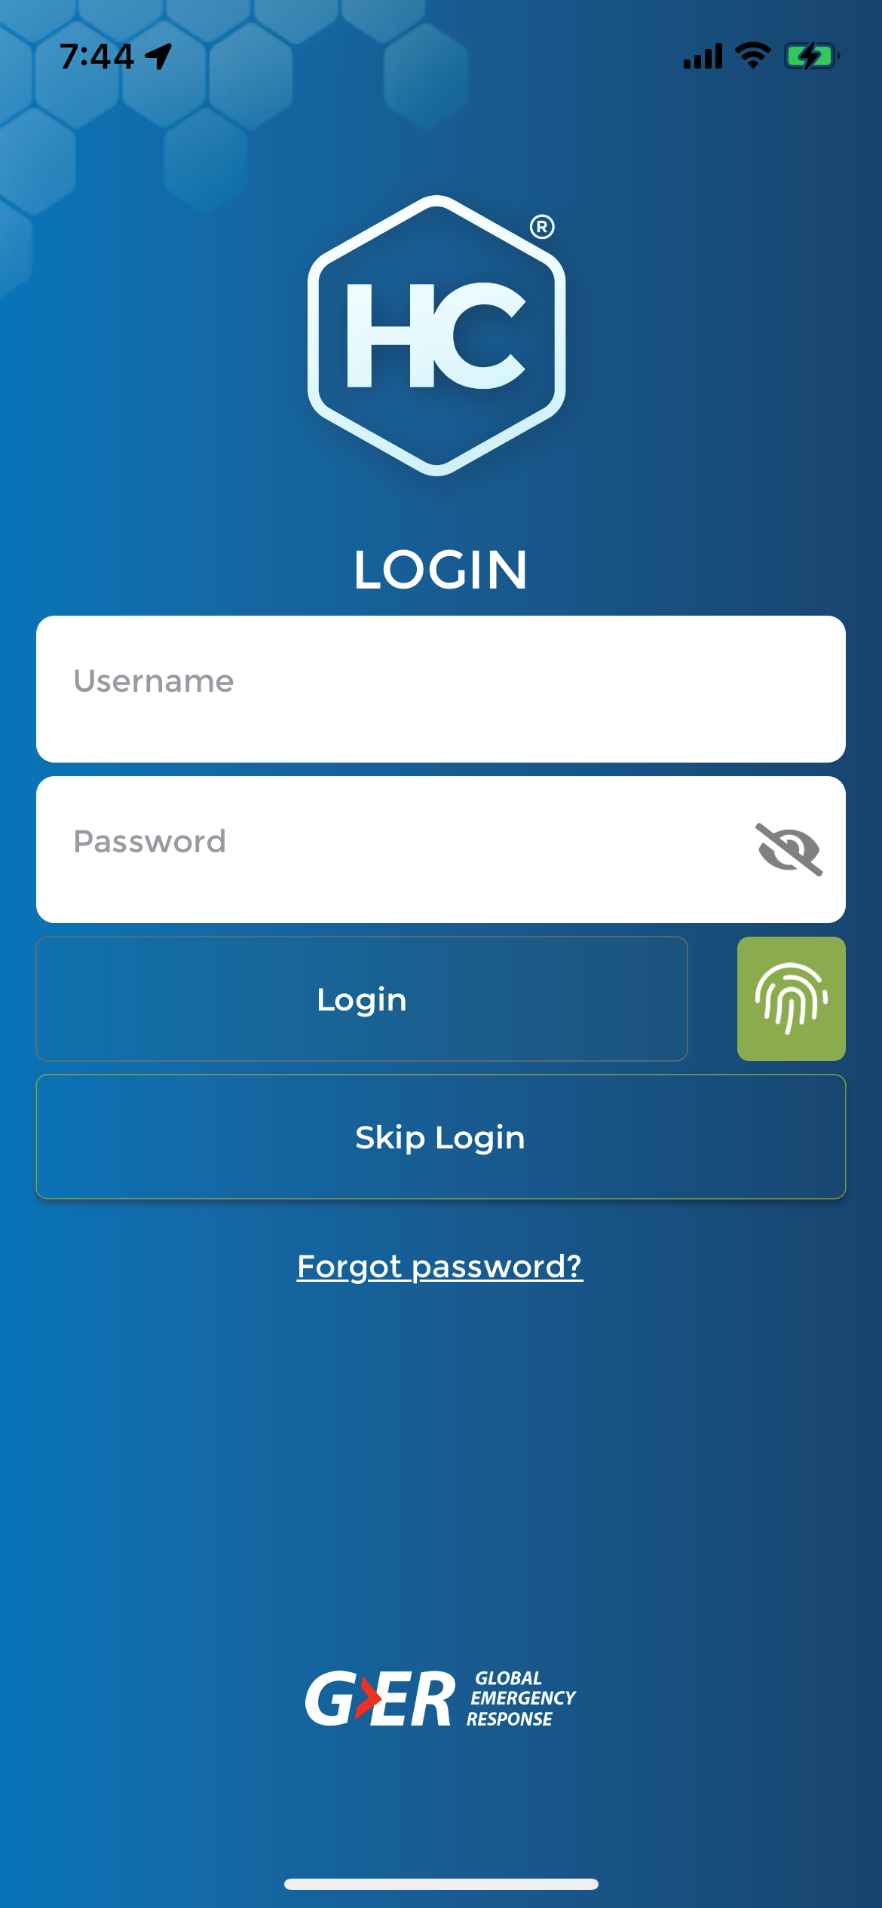 7:44
HC®
LOGIN
Username
Password
Login
Skip Login
Forgot password?
GER GLOBAL
EMERGENCY
RESPONSE